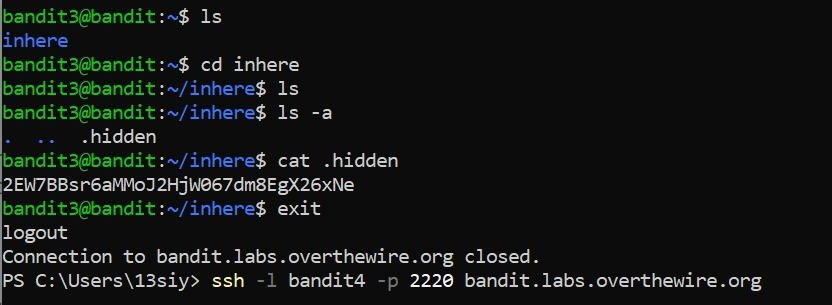 bandit3@bandit:~$ ls
inhere
bandit3@bandit:~$ cd inhere
bandit3@bandit:~/inhere$ ls
bandit3@bandit:~/inhere$ ls -a
.  ..  .hidden
bandit3@bandit:~/inhere$ cat .hidden
2EW7BBsr6aMMoJ2HjW067dm8EgX26xNe
bandit3@bandit:~/inhere$ exit
logout
Connection to bandit.labs.overthewire.org closed.
PS C:\Users\13siy> ssh -l bandit4 -p 2220 bandit.labs.overthewire.org